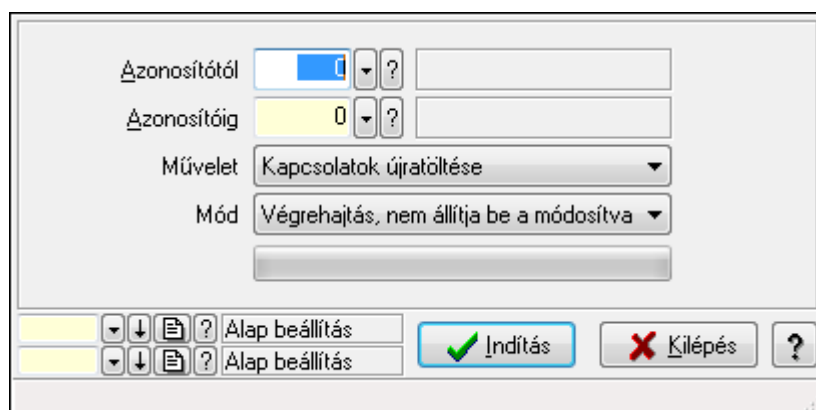 Azonosítótól 0 ?
Azonosítóig 0 ?
Művelet Kapcsolatok újratöltése
Mód Végrehajtás, nem állítja be a módosítva
? Alap beállítás
? Alap beállítás
Indítás Kilépés ?